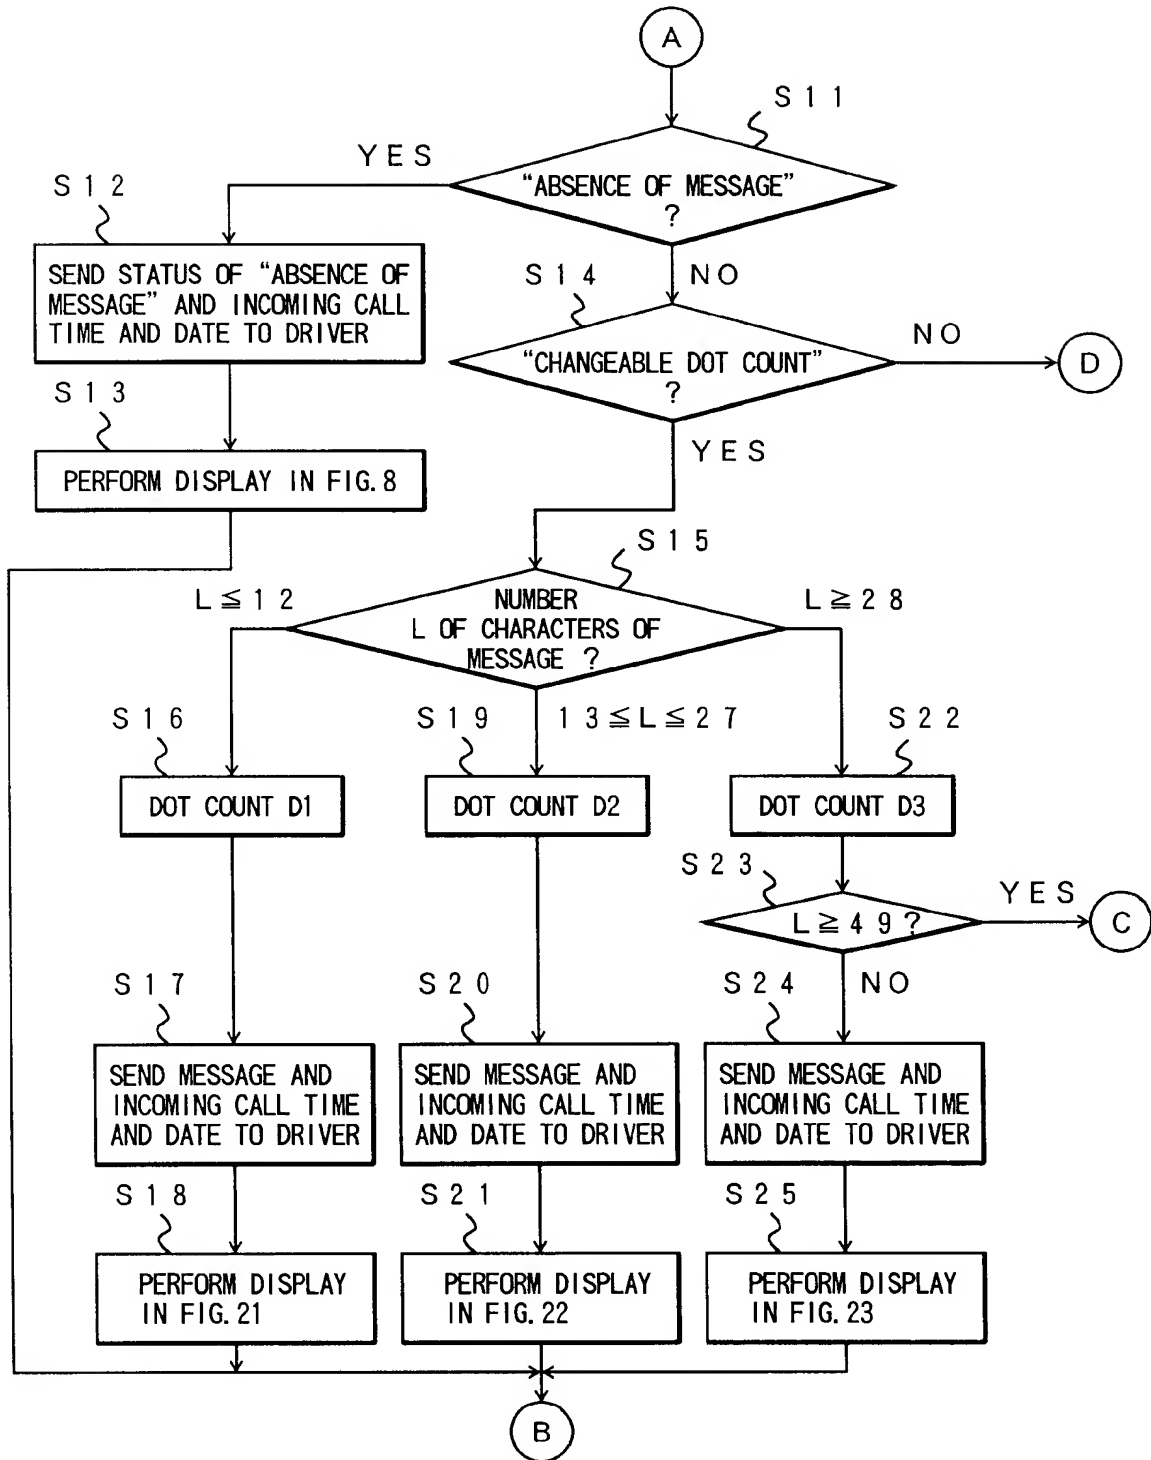 A
S11
YES
"ABSENCE OF MESSAGE"
?
S12
SEND STATUS OF "ABSENCE OF
MESSAGE" AND INCOMING CALL
TIME AND DATE TO DRIVER
NO
S14
"CHANGEABLE DOT COUNT"
?
NO
D
S13
PERFORM DISPLAY IN FIG.8
YES
S15
NUMBER
L OF CHARACTERS OF
MESSAGE ?
L≦12
L≧28
S16
S19
13≦L≦27
S22
DOT COUNT D1
DOT COUNT D2
DOT COUNT D3
S23
L≧49?
YES
C
NO
S17
SEND MESSAGE AND
INCOMING CALL TIME
AND DATE TO DRIVER
S20
SEND MESSAGE AND
INCOMING CALL TIME
AND DATE TO DRIVER
S24
SEND MESSAGE AND
INCOMING CALL TIME
AND DATE TO DRIVER
S18
PERFORM DISPLAY
IN FIG.21
S21
PERFORM DISPLAY
IN FIG.22
S25
PERFORM DISPLAY
IN FIG.23
B